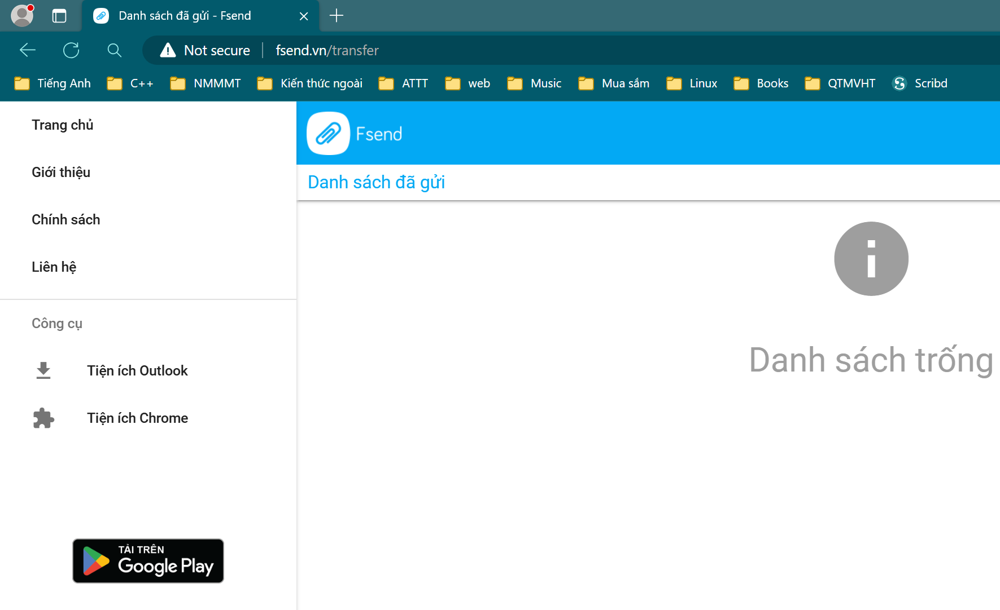 Danh sách đã gửi - Fsend
Not secure
fsend.vn/transfer
Tiếng Anh
C++
NMMMT
Kiến thức ngoài
ATTT
web
Music
Mua sắm
Linux
Books
QTMVHT
Scribd
Trang chủ
Giới thiệu
Chính sách
Liên hệ
Công cụ
Tiện ích Outlook
Tiện ích Chrome
TẢI TRÊN
Google Play
Fsend
Danh sách đã gửi
Danh sách trống